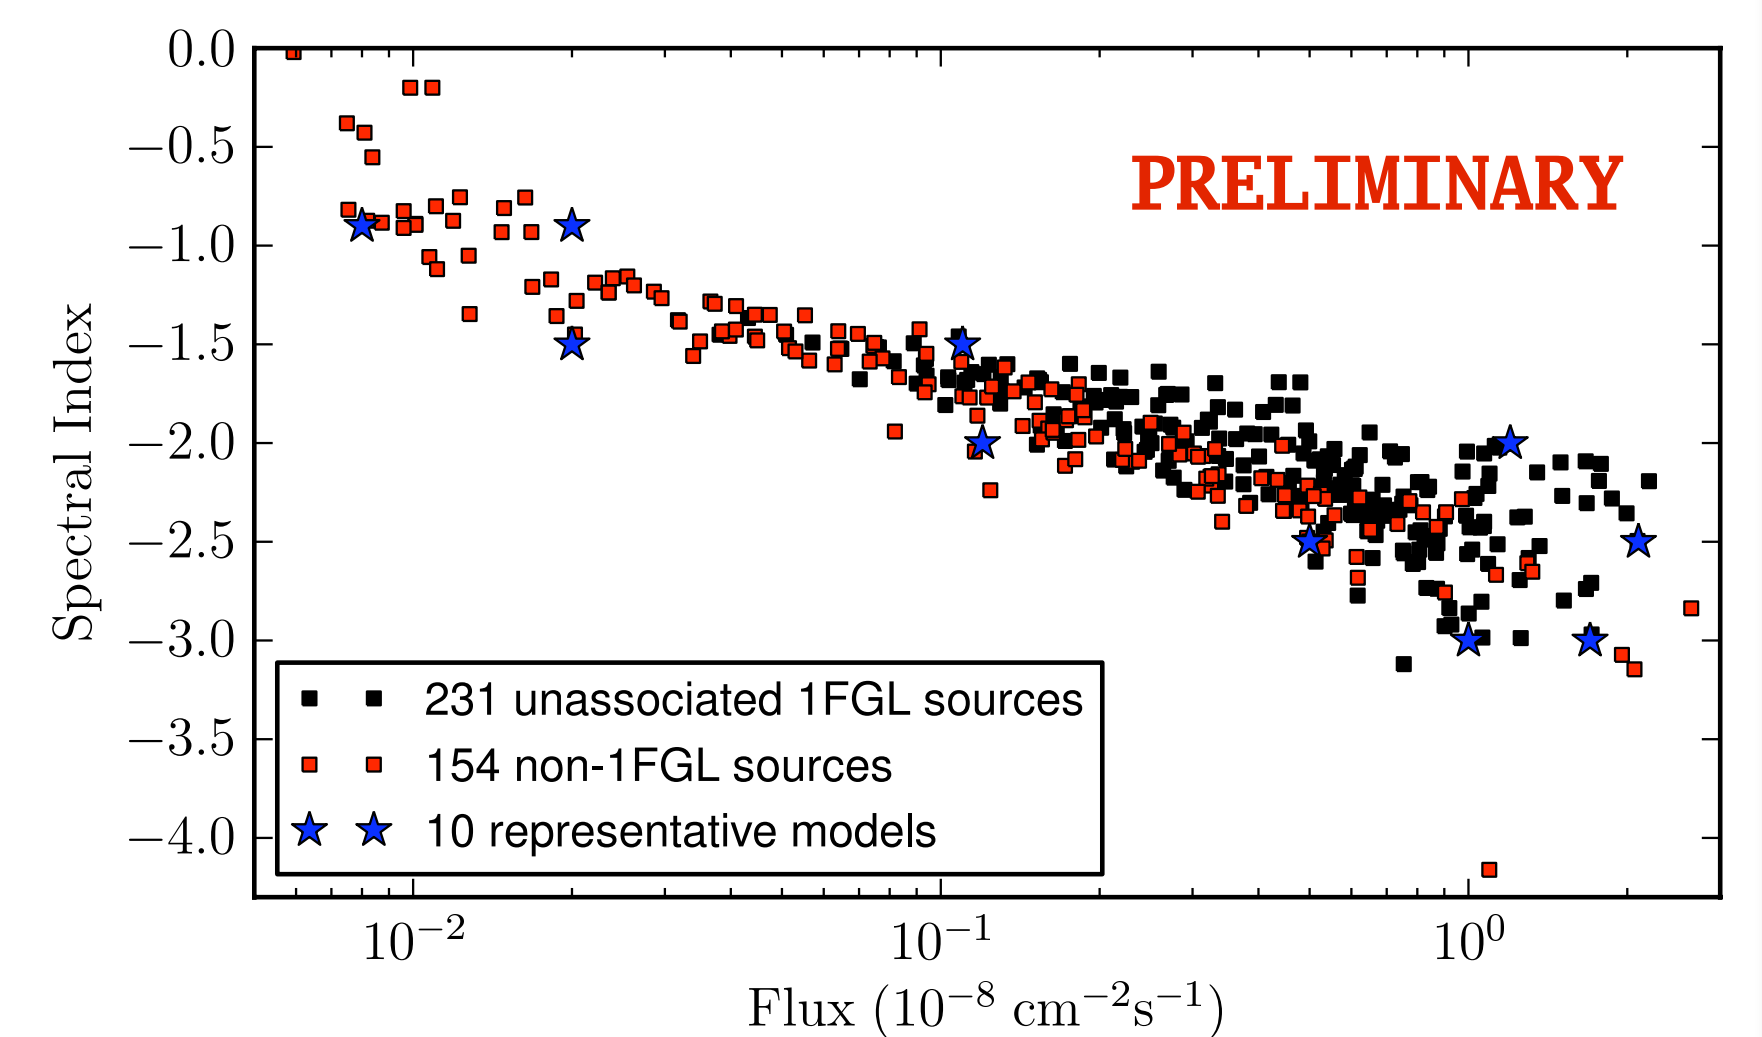 0.0
−0.5
−1.0
−1.5
−2.0
−2.5
−3.0
−3.5
−4.0
Spectral Index
PRELIMINARY
231 unassociated 1FGL sources
154 non-1FGL sources
10 representative models
10⁻² 10⁻¹ 10⁰
Flux (10⁻⁸ cm⁻²s⁻¹)